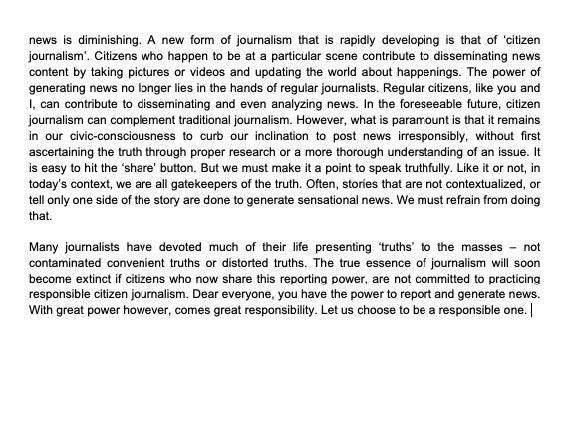 news is diminishing. A new form of journalism that is rapidly developing is that of ‘citizen
journalism’. Citizens who happen to be at a particular scene contribute to disseminating news
content by taking pictures or videos and updating the world about happenings. The power of
generating news no longer lies in the hands of regular journalists. Regular citizens, like you and
I, can contribute to disseminating and even analyzing news. In the foreseeable future, citizen
journalism can complement traditional journalism. However, what is paramount is that it remains
in our civic-consciousness to curb our inclination to post news irresponsibly, without first
ascertaining the truth through proper research or a more thorough understanding of an issue. It
is easy to hit the ‘share’ button. But we must make it a point to speak truthfully. Like it or not, in
today’s context, we are all gatekeepers of the truth. Often, stories that are not contextualized, or
tell only one side of the story are done to generate sensational news. We must refrain from doing
that.
Many journalists have devoted much of their life presenting ‘truths’ to the masses – not
contaminated convenient truths or distorted truths. The true essence of journalism will soon
become extinct if citizens who now share this reporting power, are not committed to practicing
responsible citizen journalism. Dear everyone, you have the power to report and generate news.
With great power however, comes great responsibility. Let us choose to be a responsible one.